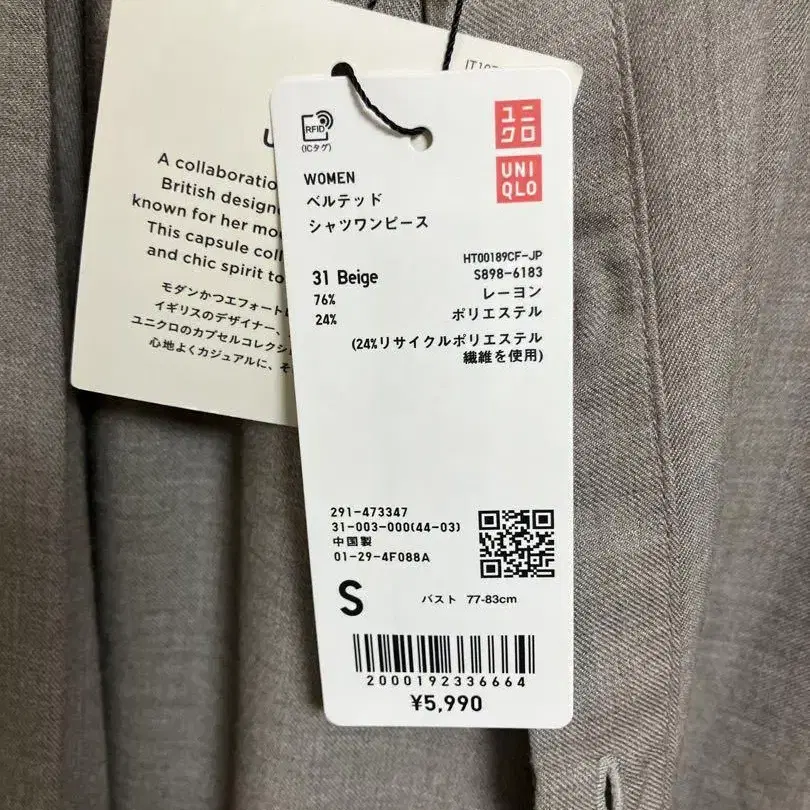 A collaboration
British design
known for her mo
This capsule coll
and chic spirit to
モダンかつエフォートレ
イギリスのデザイナー、
ユニクロのカプセルコレクシ
心地よくカジュアルに、そ
RFID
(ICタグ)
ユニ
クロ
UNI
QLO
WOMEN
ベルテッド
シャツワンピース
HT00189CF-JP
31 Beige S898-6183
76% レーヨン
24% ポリエステル
(24%リサイクルポリエステル
繊維を使用)
291-473347
31-003-000(44-03)
中国製
01-29-4F088A
S バスト 77-83cm
2000192336664
¥5,990